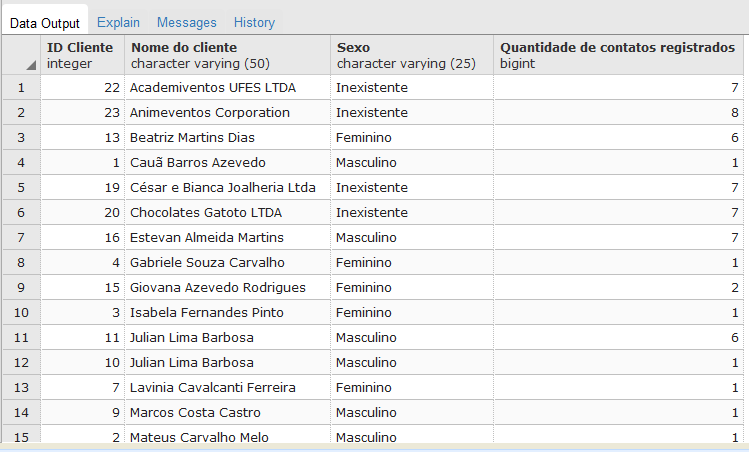 Data Output Explain Messages History
ID Cliente Nome do cliente Sexo Quantidade de contatos registrados
integer character varying (50) character varying (25) bigint
1 22 Academiventos UFES LTDA Inexistente 7
2 23 Animeventos Corporation Inexistente 8
3 13 Beatriz Martins Dias Feminino 6
4 1 Cauã Barros Azevedo Masculino 1
5 19 César e Bianca Joalheria Ltda Inexistente 7
6 20 Chocolates Gatoto LTDA Inexistente 7
7 16 Estevan Almeida Martins Masculino 7
8 4 Gabriele Souza Carvalho Feminino 1
9 15 Giovana Azevedo Rodrigues Feminino 2
10 3 Isabela Fernandes Pinto Feminino 1
11 11 Julian Lima Barbosa Masculino 6
12 10 Julian Lima Barbosa Masculino 1
13 7 Lavinia Cavalcanti Ferreira Feminino 1
14 9 Marcos Costa Castro Masculino 1
15 2 Mateus Carvalho Melo Masculino 1